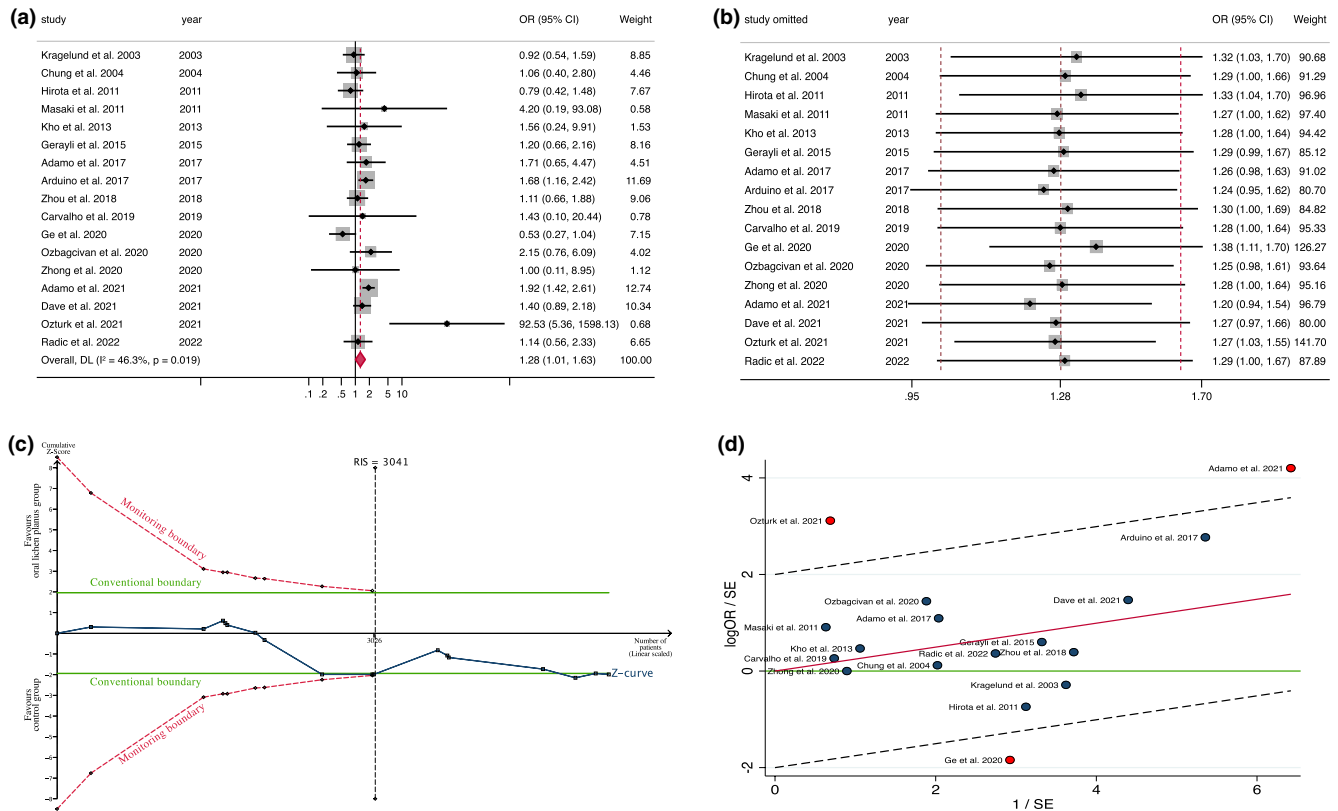 (a)
study year OR (95% CI) Weight
Kragelund et al. 2003 2003 0.92 (0.54, 1.59) 8.85
Chung et al. 2004 2004 1.06 (0.40, 2.80) 4.46
Hirota et al. 2011 2011 0.79 (0.42, 1.48) 7.67
Masaki et al. 2011 2011 4.20 (0.19, 93.08) 0.58
Kho et al. 2013 2013 1.56 (0.24, 9.91) 1.53
Gerayli et al. 2015 2015 1.20 (0.66, 2.16) 8.16
Adamo et al. 2017 2017 1.71 (0.65, 4.47) 4.51
Arduino et al. 2017 2017 1.68 (1.16, 2.42) 11.69
Zhou et al. 2018 2018 1.11 (0.66, 1.88) 9.06
Carvalho et al. 2019 2019 1.43 (0.10, 20.44) 0.78
Ge et al. 2020 2020 0.53 (0.27, 1.04) 7.15
Ozbagcivan et al. 2020 2020 2.15 (0.76, 6.09) 4.02
Zhong et al. 2020 2020 1.00 (0.11, 8.95) 1.12
Adamo et al. 2021 2021 1.92 (1.42, 2.61) 12.74
Dave et al. 2021 2021 1.40 (0.89, 2.18) 10.34
Ozturk et al. 2021 2021 92.53 (5.36, 1598.13) 0.68
Radic et al. 2022 2022 1.14 (0.56, 2.33) 6.65
Overall, DL (I² = 46.3%, p = 0.019) 1.28 (1.01, 1.63) 100.00
.1 .2 .5 1 2 5 10
(b)
study omitted year OR (95% CI) Weight
Kragelund et al. 2003 2003 1.32 (1.03, 1.70) 90.68
Chung et al. 2004 2004 1.29 (1.00, 1.66) 91.29
Hirota et al. 2011 2011 1.33 (1.04, 1.70) 96.96
Masaki et al. 2011 2011 1.27 (1.00, 1.62) 97.40
Kho et al. 2013 2013 1.28 (1.00, 1.64) 94.42
Gerayli et al. 2015 2015 1.29 (0.99, 1.67) 85.12
Adamo et al. 2017 2017 1.26 (0.98, 1.63) 91.02
Arduino et al. 2017 2017 1.24 (0.95, 1.62) 80.70
Zhou et al. 2018 2018 1.30 (1.00, 1.69) 84.82
Carvalho et al. 2019 2019 1.28 (1.00, 1.64) 95.33
Ge et al. 2020 2020 1.38 (1.11, 1.70) 126.27
Ozbagcivan et al. 2020 2020 1.25 (0.98, 1.61) 93.64
Zhong et al. 2020 2020 1.28 (1.00, 1.64) 95.16
Adamo et al. 2021 2021 1.20 (0.94, 1.54) 96.79
Dave et al. 2021 2021 1.27 (0.97, 1.66) 80.00
Ozturk et al. 2021 2021 1.27 (1.03, 1.55) 141.70
Radic et al. 2022 2022 1.29 (1.00, 1.67) 87.89
.95 1.28 1.70
(c)
Cumulative
Z-Score
RIS = 3041
8
7
6
5
4
3
2
1
-1
-2
-3
-4
-5
-6
-7
-8
Favours
oral lichen planus group
Favours
control group
Monitoring boundary
Conventional boundary
3026
Number of
patients
(Linear scaled)
Conventional boundary
Z-curve
Monitoring boundary
(d)
logOR / SE
4
2
0
-2
Adamo et al. 2021
Ozturk et al. 2021
Arduino et al. 2017
Ozbagcivan et al. 2020
Dave et al. 2021
Adamo et al. 2017
Masaki et al. 2011
Gerayli et al. 2015
Kho et al. 2013
Radic et al. 2022
Zhou et al. 2018
Carvalho et al. 2019
Chung et al. 2004
Zhong et al. 2020
Kragelund et al. 2003
Hirota et al. 2011
Ge et al. 2020
0 2 4 6
1 / SE